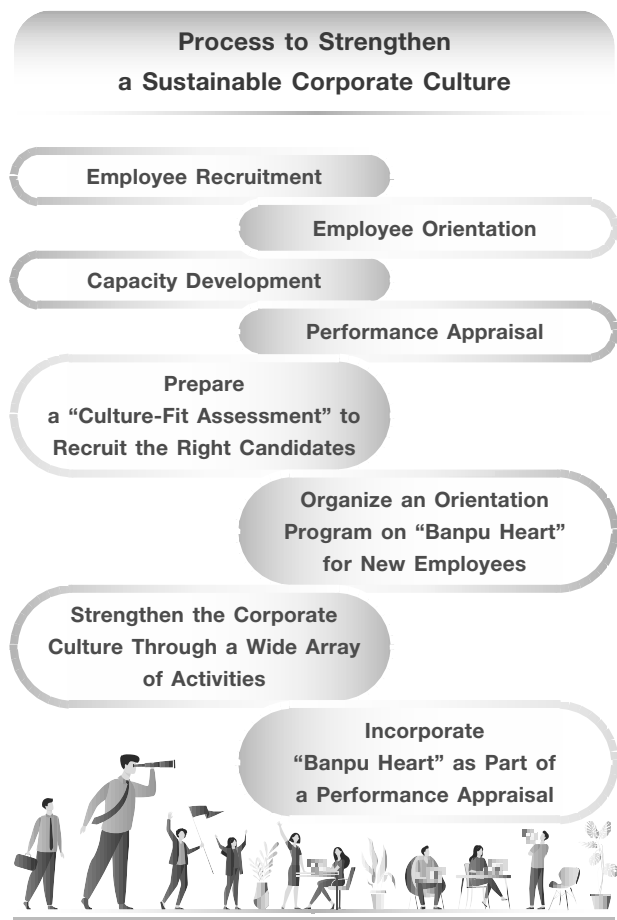 Process to Strengthen
a Sustainable Corporate Culture
Employee Recruitment
Employee Orientation
Capacity Development
Performance Appraisal
Prepare
a “Culture-Fit Assessment” to
Recruit the Right Candidates
Organize an Orientation
Program on “Banpu Heart”
for New Employees
Strengthen the Corporate
Culture Through a Wide Array
of Activities
Incorporate
“Banpu Heart” as Part of
a Performance Appraisal